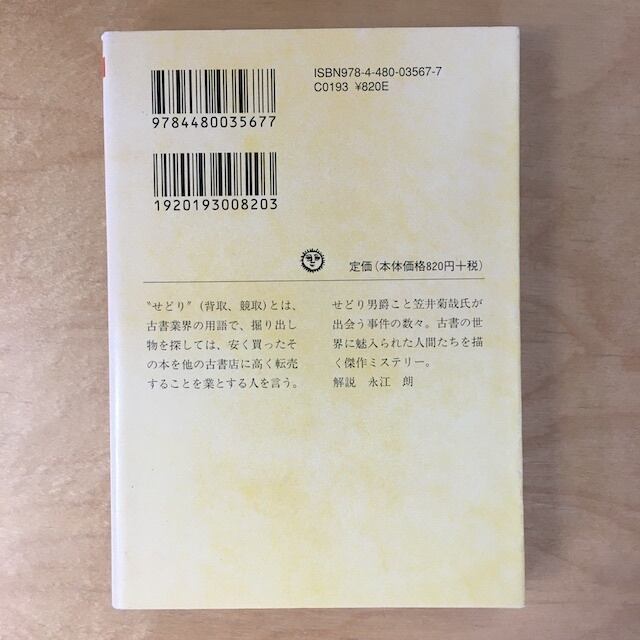 ISBN978-4-480-03567-7
C0193 ¥820E
9784480035677
1920193008203
定価(本体価格820円+税)
〝せどり〟(背取、競取)とは、
古書業界の用語で、掘り出し
物を探しては、安く買ったそ
の本を他の古書店に高く転売
することを業とする人を言う。
せどり男爵こと笠井菊哉氏が
出会う事件の数々。古書の世
界に魅入られた人間たちを描
く傑作ミステリー。
解説 永江 朗